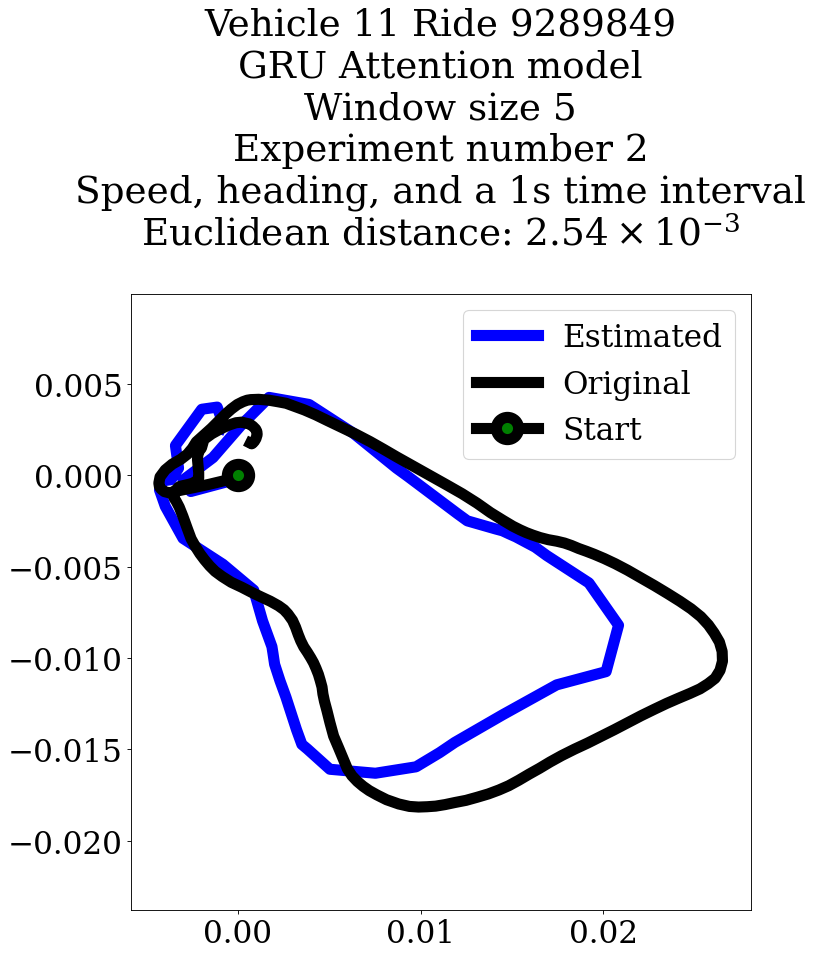 Vehicle 11 Ride 9289849
GRU Attention model
Window size 5
Experiment number 2
Speed, heading, and a 1s time interval
Euclidean distance: 2.54 × 10⁻³
Estimated
Original
Start
0.005
0.000
−0.005
−0.010
−0.015
−0.020
0.00 0.01 0.02